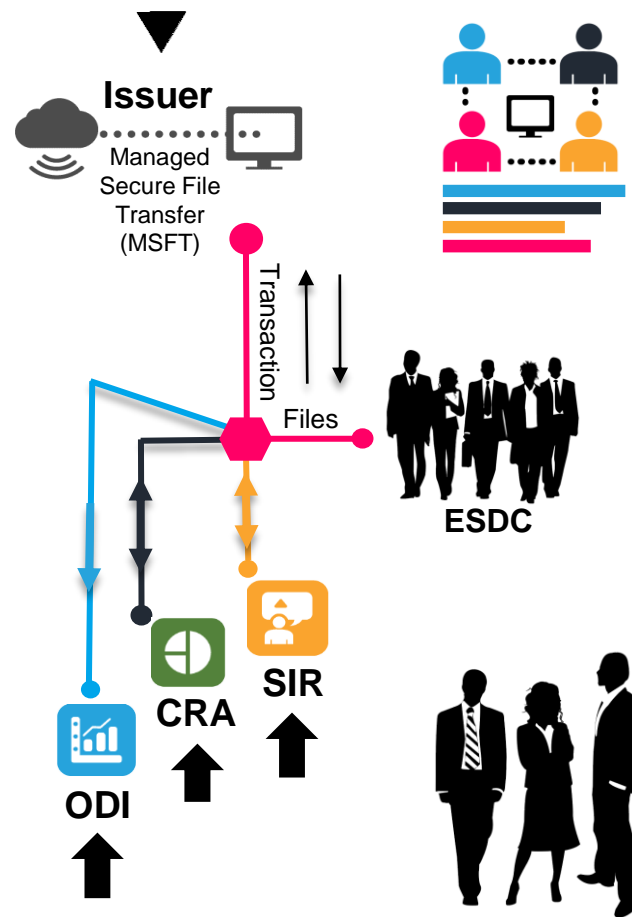 Issuer
Managed
Secure File
Transfer
(MSFT)
Transaction
Files
ESDC
SIR
CRA
ODI